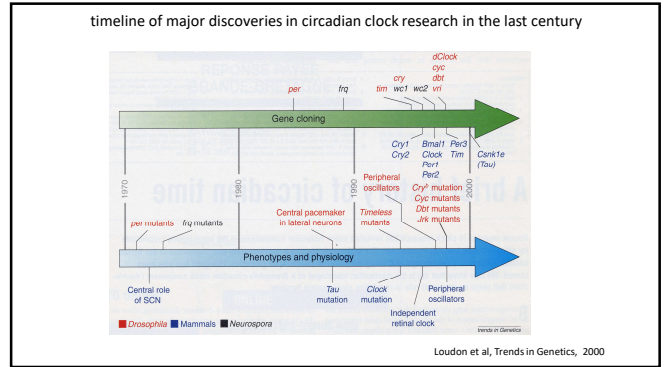 timeline of major discoveries in circadian clock research in the last century
dClock
cyc
cry dbt
per frq tim wc1 wc2 vri
Gene cloning
Cry1 Bmal1 Per3 Csnk1e
Cry2 Clock Tim (Tau)
Per1
Per2
Peripheral
oscillators
1970 1980 1990 2000
Cryᵇ mutation
Cyc mutants
Dbt mutants
Jrk mutants
per mutants frq mutants
Central pacemaker
in lateral neurons
Timeless
mutants
Phenotypes and physiology
Central role
of SCN
Tau
mutation
Clock
mutation
Peripheral
oscillators
Independent
retinal clock
Drosophila Mammals Neurospora
trends in Genetics
Loudon et al, Trends in Genetics, 2000